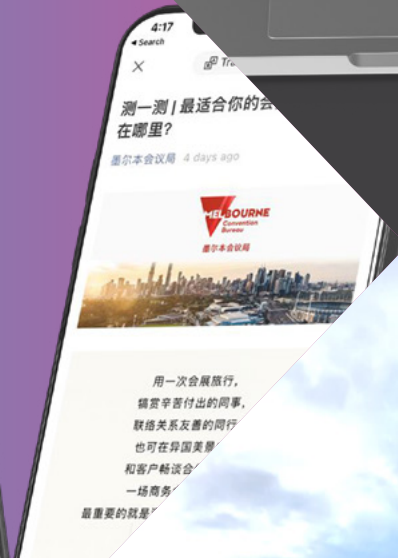 4:17
◀ Search
× Tr
测一测 | 最适合你的会
在哪里?
墨尔本会议局 4 days ago
MELBOURNE
Convention
Bureau
墨尔本会议局
用一次会展旅行,
犒赏辛苦付出的同事,
联络关系友善的同行
也可在异国美景
和客户畅谈合
一场商务
最重要的就是